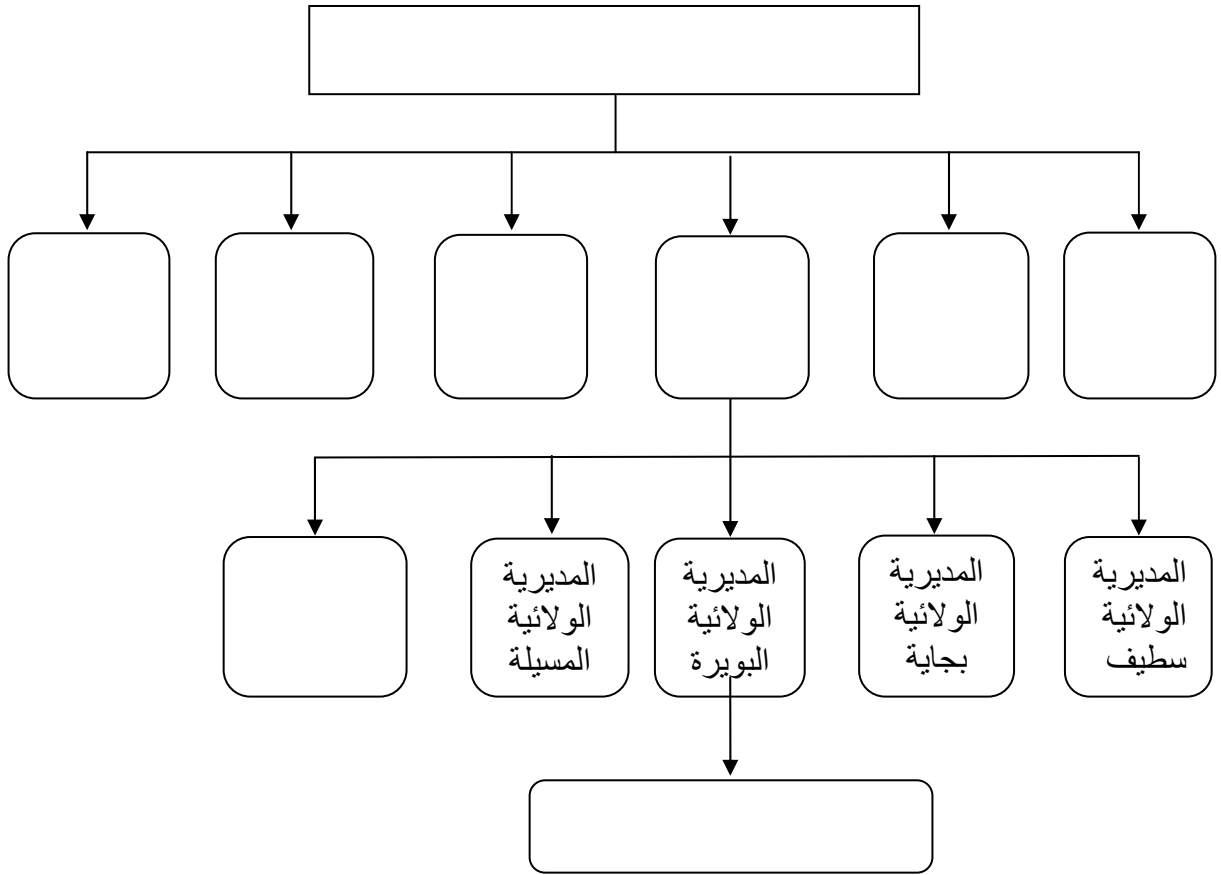 المديرية
الولائية
سطيف
المديرية
الولائية
بجاية
المديرية
الولائية
البويرة
المديرية
الولائية
المسيلة